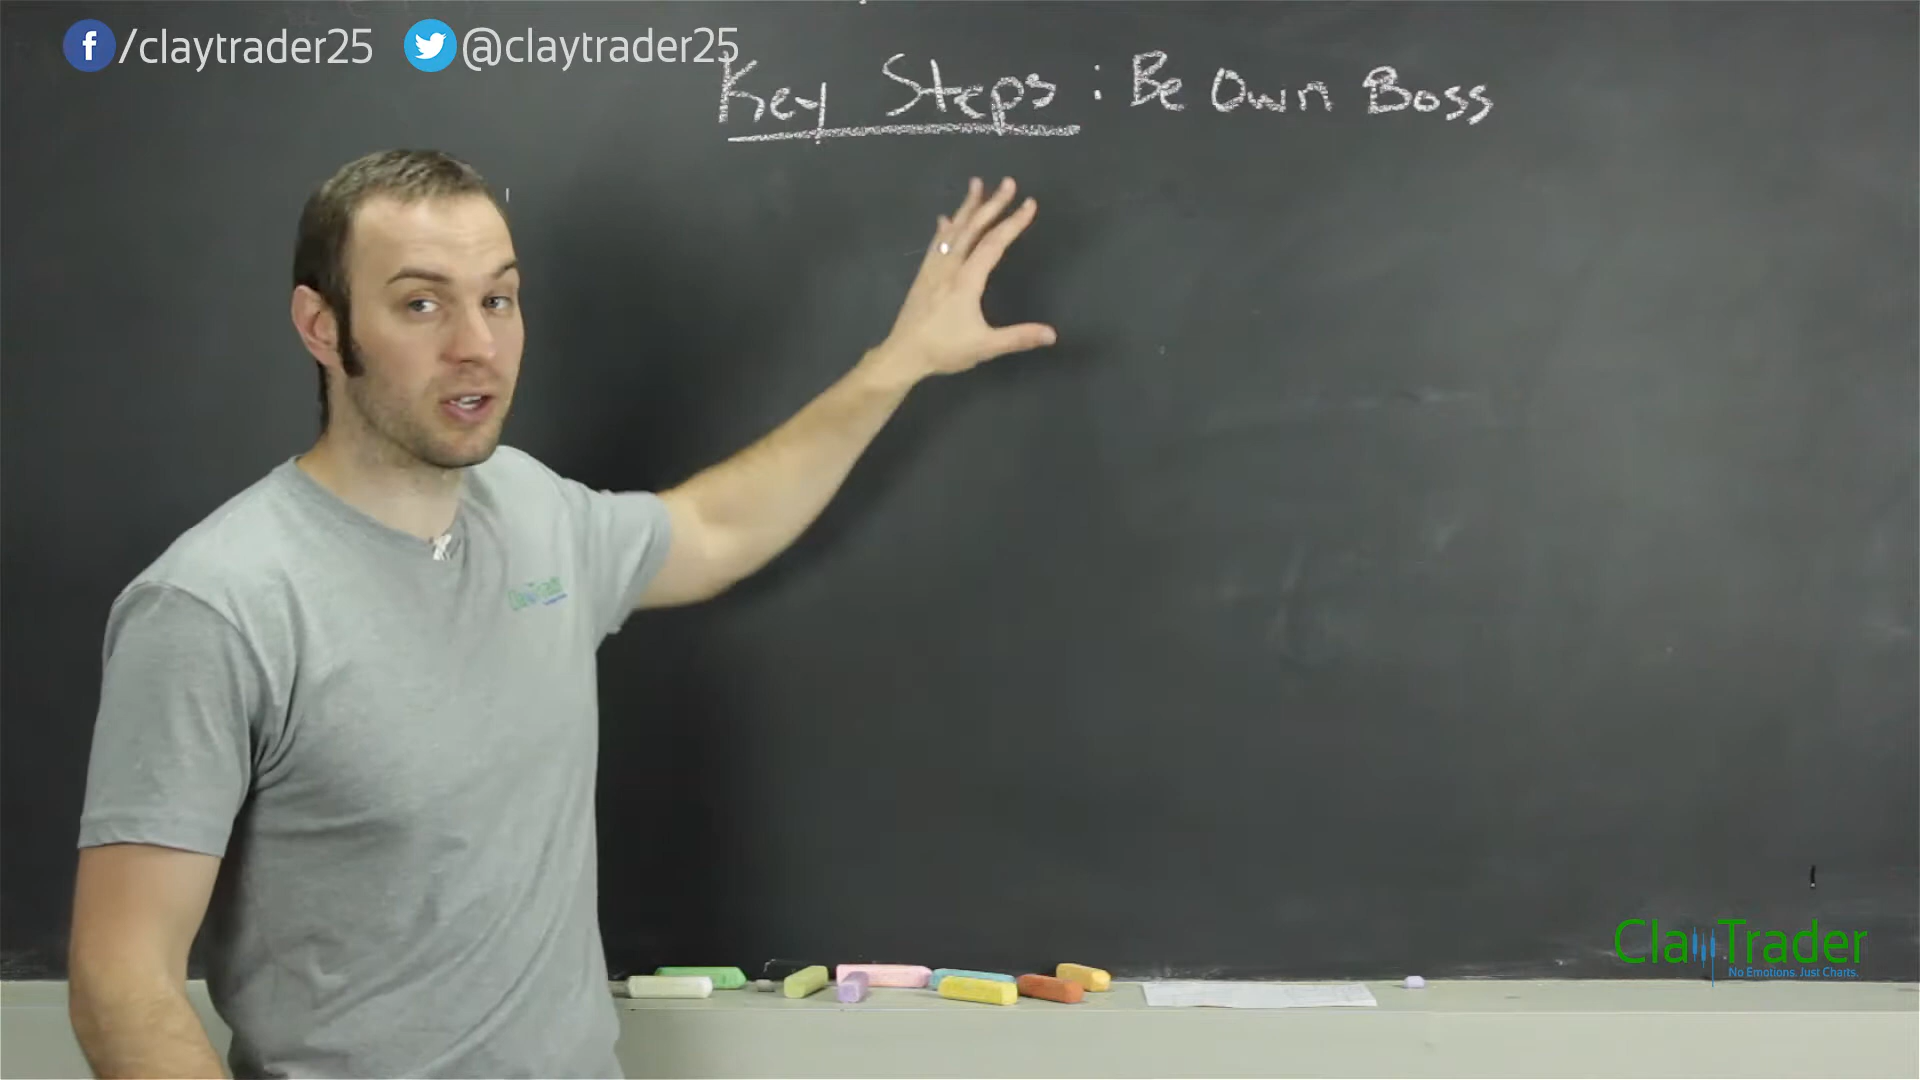 /claytrader25 @claytrader25
Key Steps: Be Own Boss
ClayTrader
No Emotions. Just Charts.